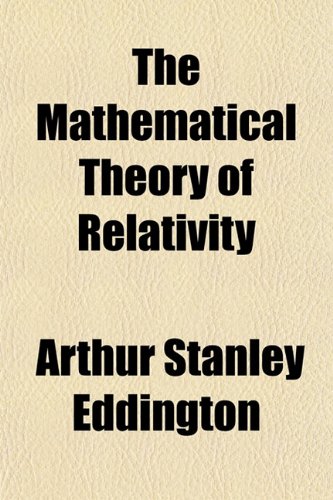 The
Mathematical
Theory of
Relativity
Arthur Stanley
Eddington